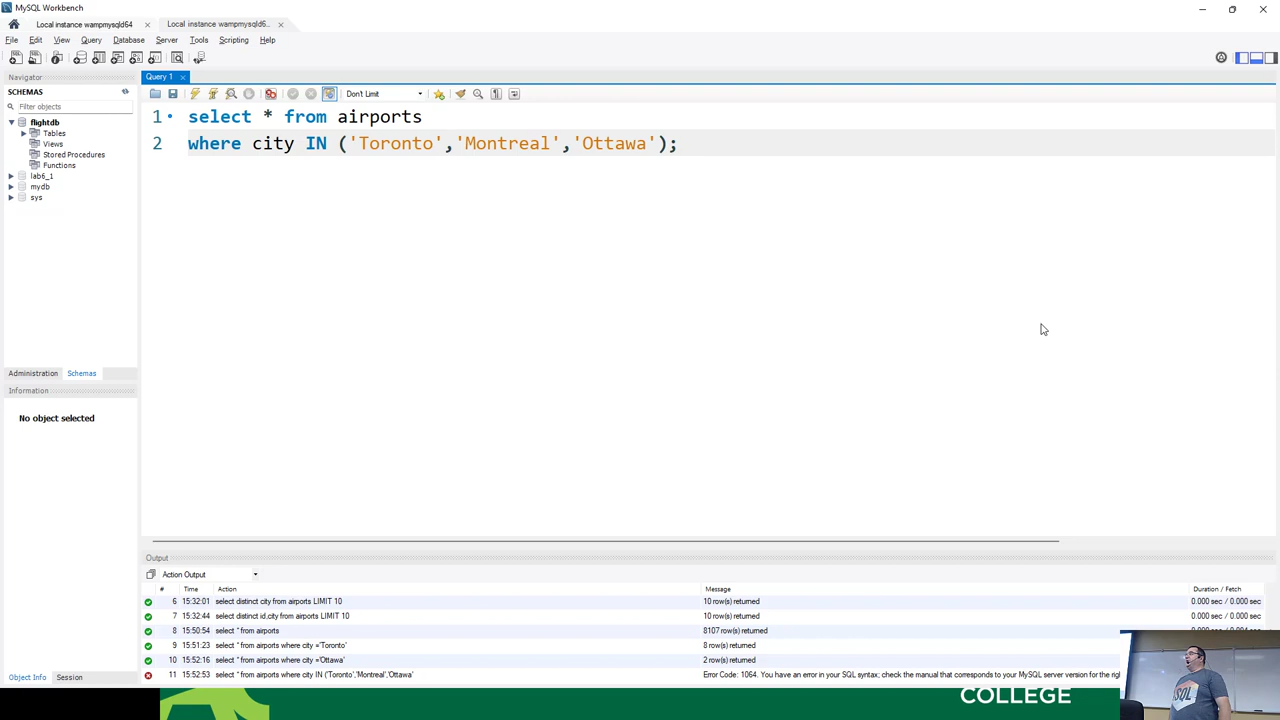 MySQL Workbench
Local instance wampmysqld64 × Local instance wampmysqld6... ×
File Edit View Query Database Server Tools Scripting Help
Navigator
Query 1
SCHEMAS
Filter objects
Don't Limit
flightdb
Tables
Views
Stored Procedures
Functions
lab6_1
mydb
sys
1 select * from airports
2 where city IN ('Toronto','Montreal','Ottawa');
Administration Schemas
Information
No object selected
Output
Action Output
# Time Action Message Duration / Fetch
6 15:32:01 select distinct city from airports LIMIT 10 10 row(s) returned 0.000 sec / 0.000 sec
7 15:32:44 select distinct id,city from airports LIMIT 10 10 row(s) returned 0.000 sec / 0.000 sec
8 15:50:54 select * from airports 8107 row(s) returned
9 15:51:23 select * from airports where city ='Toronto' 8 row(s) returned
10 15:52:16 select * from airports where city ='Ottawa' 2 row(s) returned
11 15:52:53 select * from airports where city IN ('Toronto','Montreal','Ottawa' Error Code: 1064. You have an error in your SQL syntax; check the manual that corresponds to your MySQL server version for the rig
Object Info Session
COLLEGE
SQL